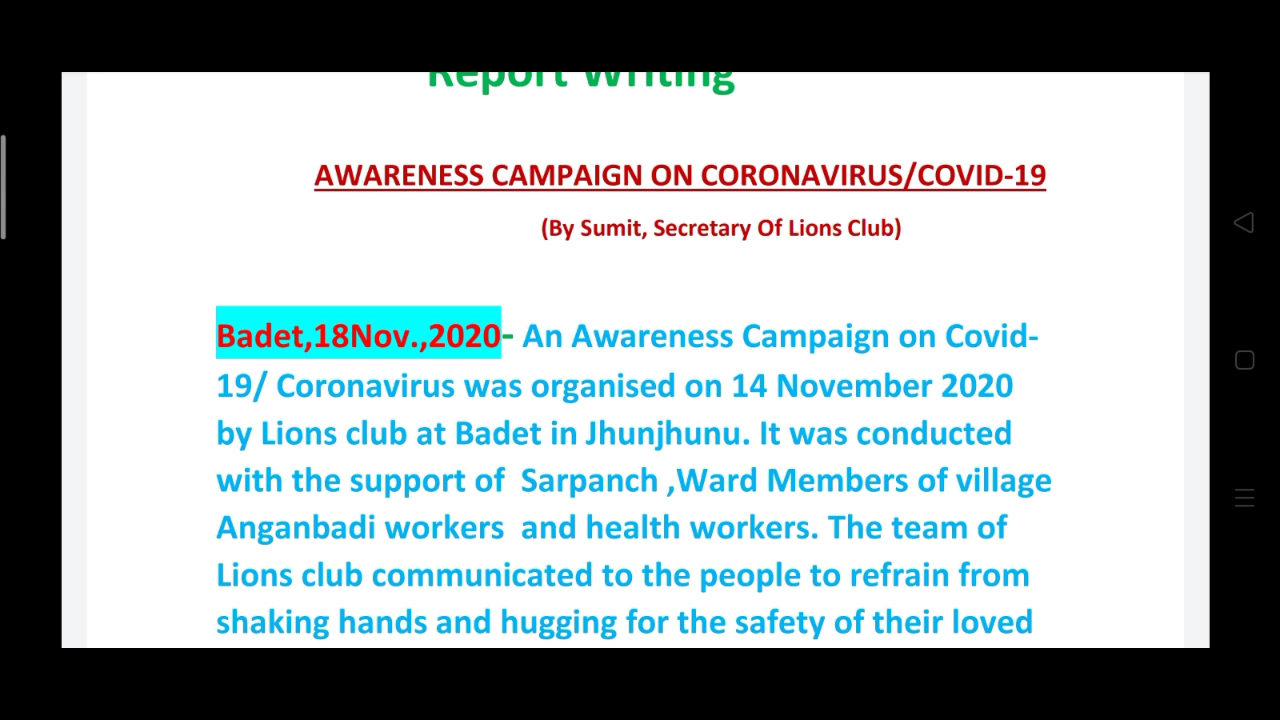 Report Writing
AWARENESS CAMPAIGN ON CORONAVIRUS/COVID-19
(By Sumit, Secretary Of Lions Club)
Badet,18Nov.,2020- An Awareness Campaign on Covid-
19/ Coronavirus was organised on 14 November 2020
by Lions club at Badet in Jhunjhunu. It was conducted
with the support of  Sarpanch ,Ward Members of village
Anganbadi workers  and health workers. The team of
Lions club communicated to the people to refrain from
shaking hands and hugging for the safety of their loved